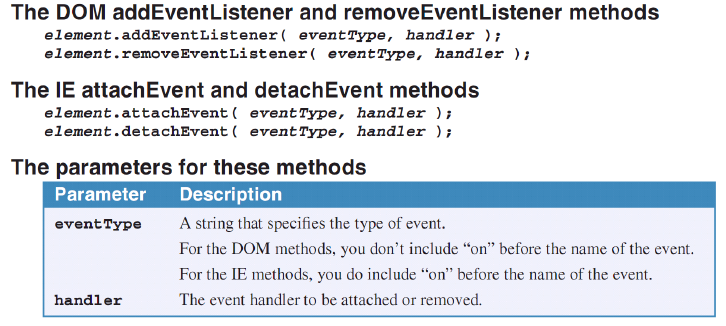 The DOM addEventListener and removeEventListener methods
element.addEventListener( eventType, handler );
element.removeEventListener( eventType, handler );
The IE attachEvent and detachEvent methods
element.attachEvent( eventType, handler );
element.detachEvent( eventType, handler );
The parameters for these methods
Parameter Description
eventType A string that specifies the type of event.
For the DOM methods, you don’t include “on” before the name of the event.
For the IE methods, you do include “on” before the name of the event.
handler The event handler to be attached or removed.